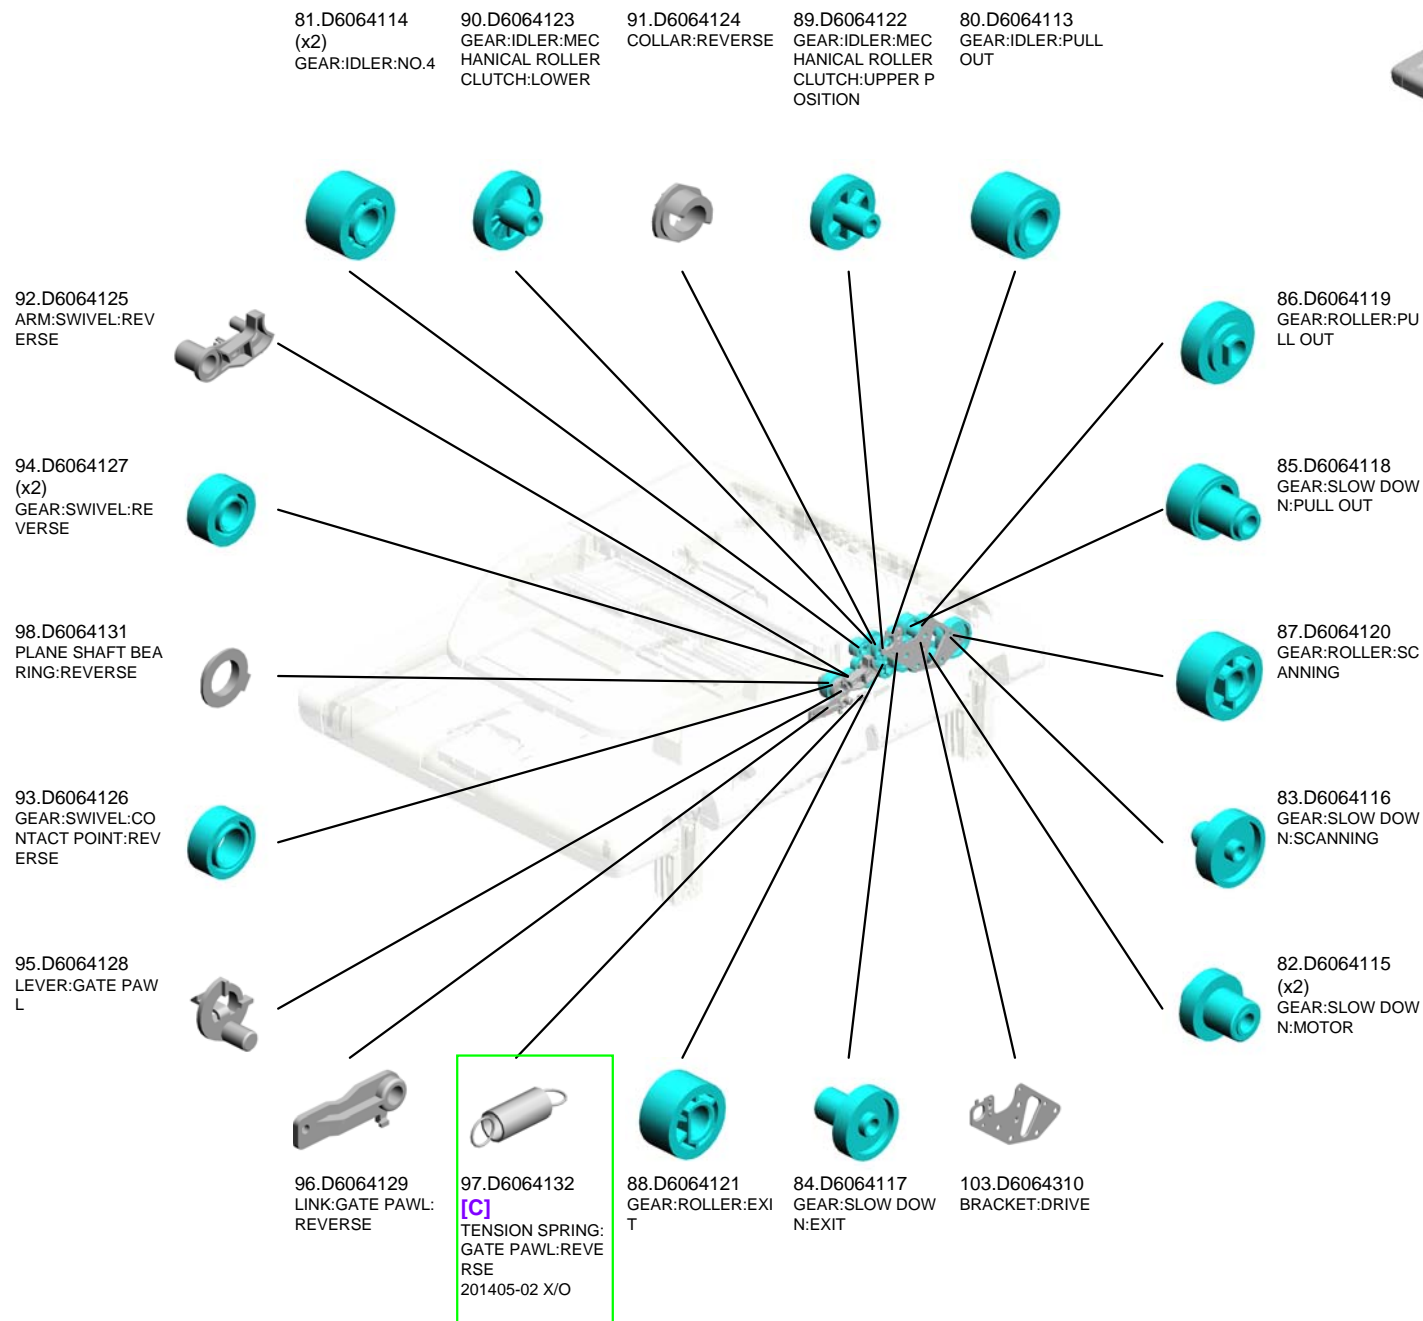 81.D6064114
(x2)
GEAR:IDLER:NO.4
90.D6064123
GEAR:IDLER:MEC
HANICAL ROLLER
CLUTCH:LOWER
91.D6064124
COLLAR:REVERSE
89.D6064122
GEAR:IDLER:MEC
HANICAL ROLLER
CLUTCH:UPPER P
OSITION
80.D6064113
GEAR:IDLER:PULL
OUT
92.D6064125
ARM:SWIVEL:REV
ERSE
86.D6064119
GEAR:ROLLER:PU
LL OUT
94.D6064127
(x2)
GEAR:SWIVEL:RE
VERSE
85.D6064118
GEAR:SLOW DOW
N:PULL OUT
98.D6064131
PLANE SHAFT BEA
RING:REVERSE
87.D6064120
GEAR:ROLLER:SC
ANNING
93.D6064126
GEAR:SWIVEL:CO
NTACT POINT:REV
ERSE
83.D6064116
GEAR:SLOW DOW
N:SCANNING
95.D6064128
LEVER:GATE PAW
L
82.D6064115
(x2)
GEAR:SLOW DOW
N:MOTOR
96.D6064129
LINK:GATE PAWL:
REVERSE
97.D6064132
[C]
TENSION SPRING:
GATE PAWL:REVE
RSE
201405-02 X/O
88.D6064121
GEAR:ROLLER:EXI
T
84.D6064117
GEAR:SLOW DOW
N:EXIT
103.D6064310
BRACKET:DRIVE